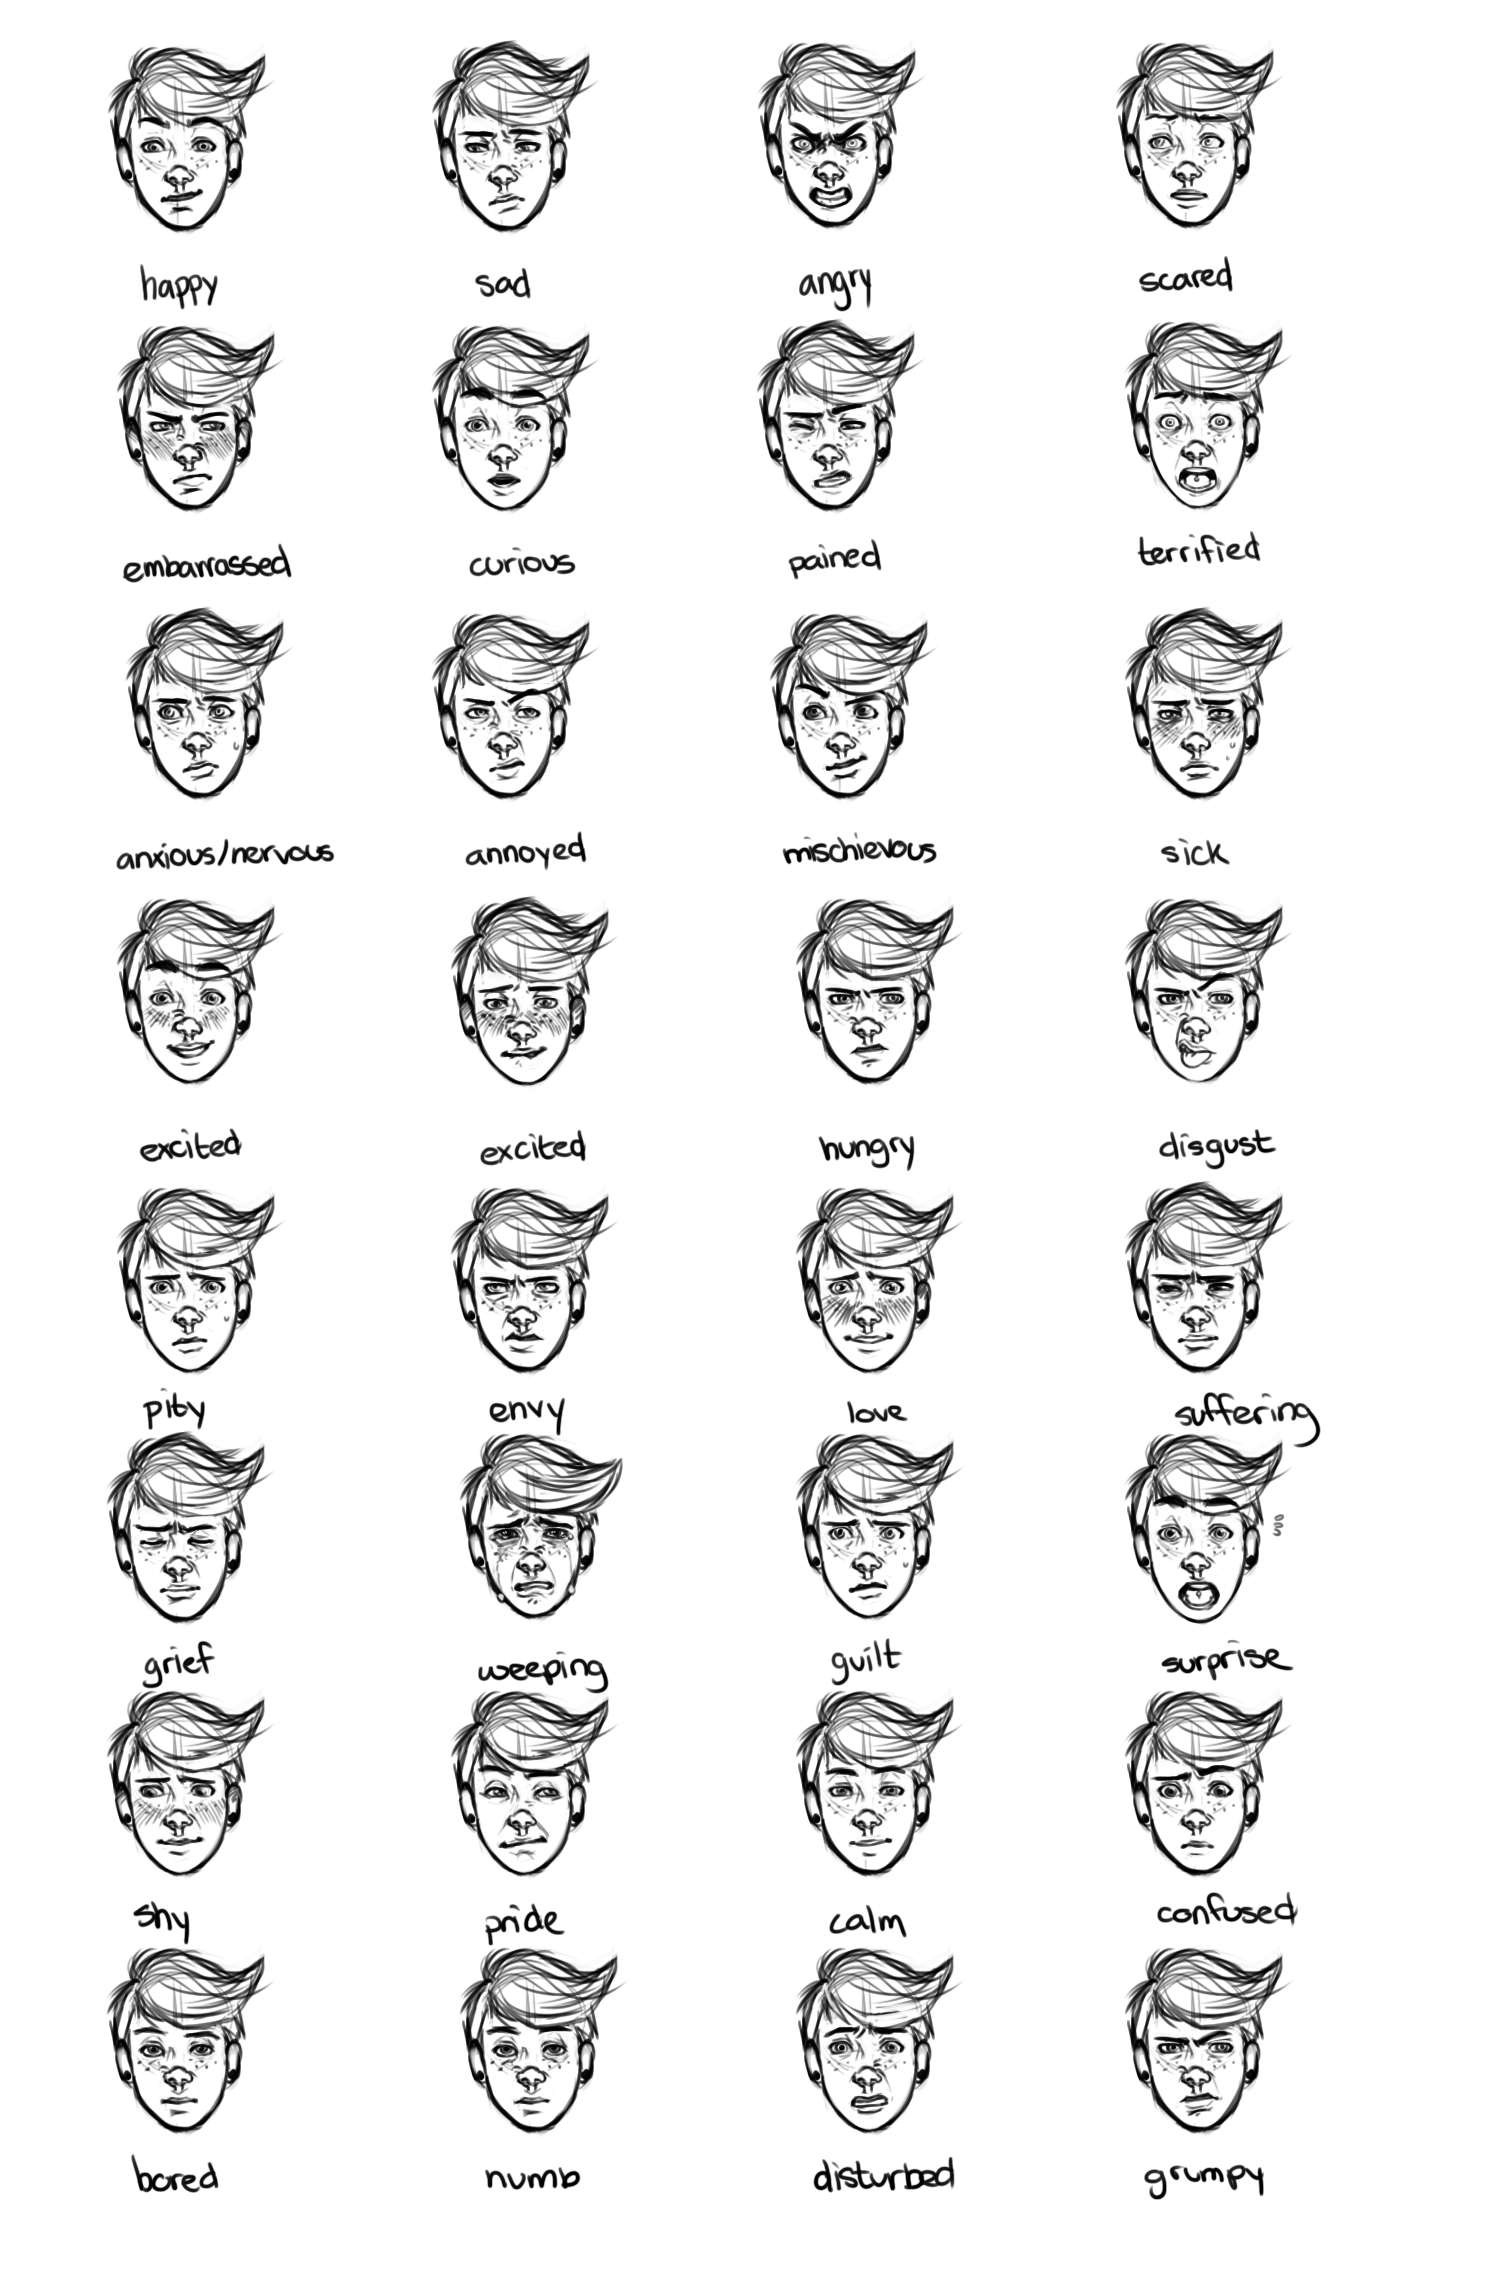 happy
sad
angry
scared
embarrassed
curious
pained
terrified
anxious/nervous
annoyed
mischievous
sick
excited
excited
hungry
disgust
pity
envy
love
suffering
grief
weeping
guilt
surprise
shy
pride
calm
confused
bored
numb
disturbed
grumpy